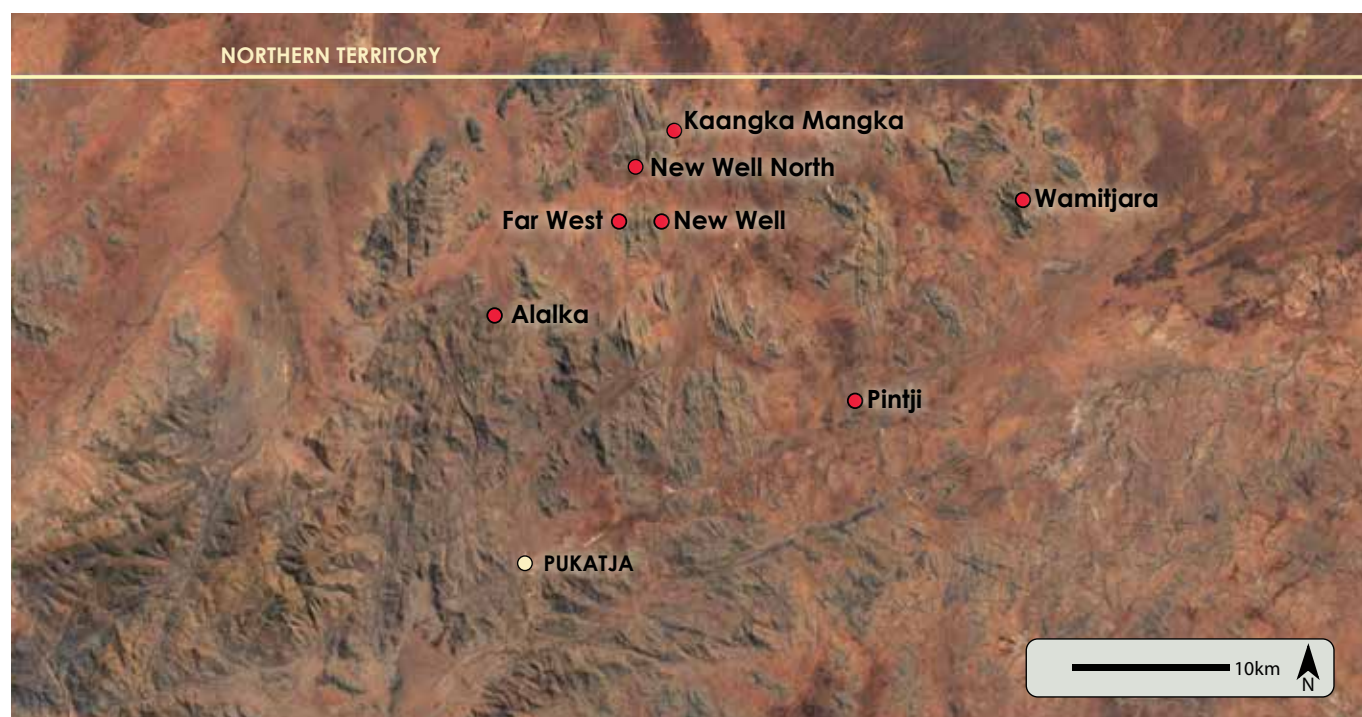 NORTHERN TERRITORY
Kaangka Mangka
New Well North
Wamitjara
Far West
New Well
Alalka
Pintji
PUKATJA
10km
N